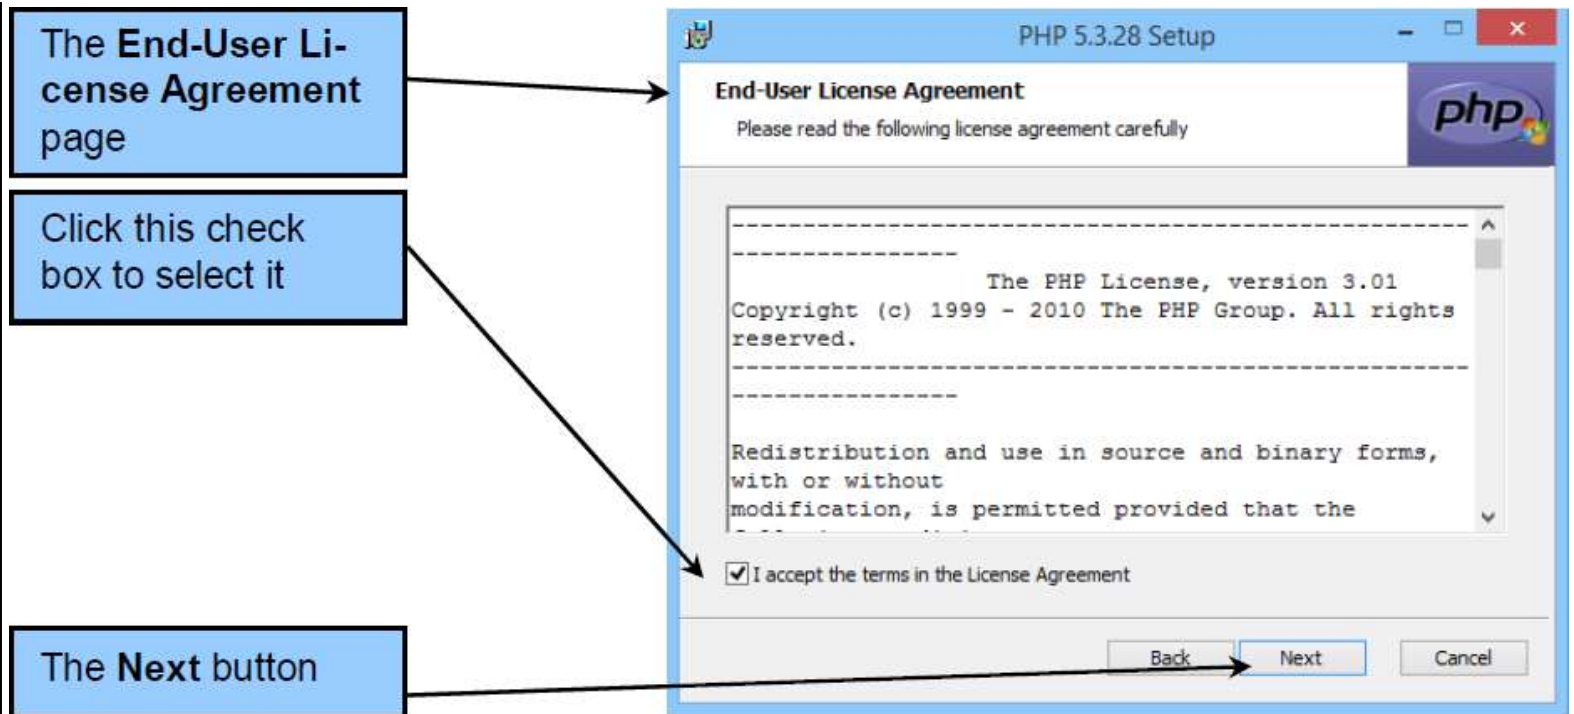 The End-User Li-
cense Agreement
page
Click this check
box to select it
The Next button
PHP 5.3.28 Setup
End-User License Agreement
Please read the following license agreement carefully
php
--------------------------------------------------------
----------------
The PHP License, version 3.01
Copyright (c) 1999 - 2010 The PHP Group. All rights
reserved.
--------------------------------------------------------
----------------
Redistribution and use in source and binary forms,
with or without
modification, is permitted provided that the
I accept the terms in the License Agreement
Back Next Cancel